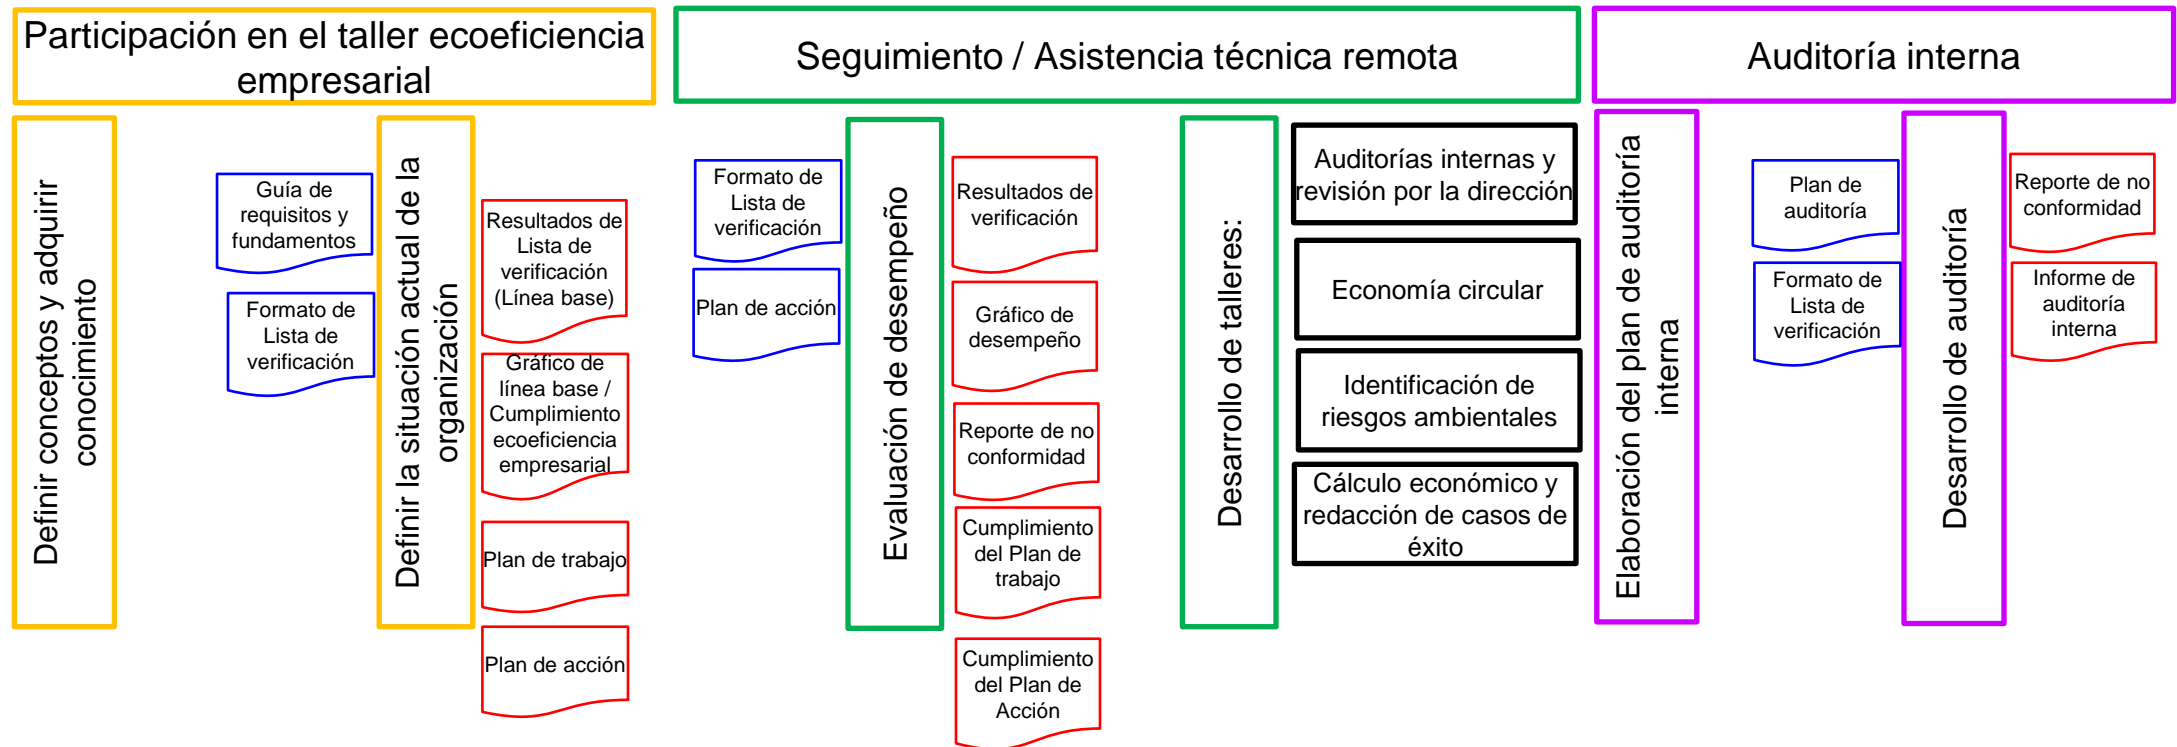 Participación en el taller ecoeficiencia
empresarial
Seguimiento / Asistencia técnica remota
Auditoría interna
Definir conceptos y adquirir
conocimiento
Guía de
requisitos y
fundamentos
Formato de
Lista de
verificación
Definir la situación actual de la
organización
Resultados de
Lista de
verificación
(Línea base)
Gráfico de
línea base /
Cumplimiento
ecoeficiencia
empresarial
Plan de trabajo
Plan de acción
Formato de
Lista de
verificación
Plan de acción
Evaluación de desempeño
Resultados de
verificación
Gráfico de
desempeño
Reporte de no
conformidad
Cumplimiento
del Plan de
trabajo
Cumplimiento
del Plan de
Acción
Desarrollo de talleres:
Auditorías internas y
revisión por la dirección
Economía circular
Identificación de
riesgos ambientales
Cálculo económico y
redacción de casos de
éxito
Elaboración del plan de auditoría
interna
Plan de
auditoría
Formato de
Lista de
verificación
Desarrollo de auditoría
Reporte de no
conformidad
Informe de
auditoría
interna